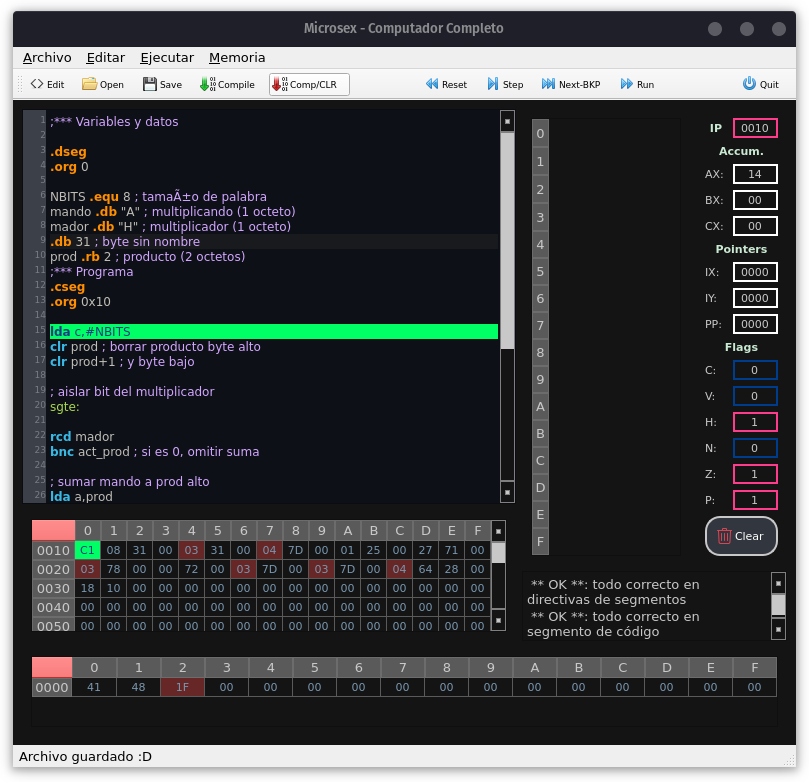 Microsex - Computador Completo
Archivo Editar Ejecutar Memoria
Edit Open Save Compile Comp/CLR Reset Step Next-BKP Run Quit
1 ;*** Variables y datos
2
3 .dseg
4 .org 0
5
6 NBITS .equ 8 ; tamaÃ±o de palabra
7 mando .db "A" ; multiplicando (1 octeto)
8 mador .db "H" ; multiplicador (1 octeto)
9 .db 31 ; byte sin nombre
10 prod .rb 2 ; producto (2 octetos)
11 ;*** Programa
12 .cseg
13 .org 0x10
14
15 lda c,#NBITS
16 clr prod ; borrar producto byte alto
17 clr prod+1 ; y byte bajo
18
19 ; aislar bit del multiplicador
20 sgte:
21
22 rcd mador
23 bnc act_prod ; si es 0, omitir suma
24
25 ; sumar mando a prod alto
26 lda a,prod
0
1
2
3
4
5
6
7
8
9
A
B
C
D
E
F
IP 0010
Accum.
AX: 14
BX: 00
CX: 00
Pointers
IX: 0000
IY: 0000
PP: 0000
Flags
C: 0
V: 0
H: 1
N: 0
Z: 1
P: 1
Clear
0 1 2 3 4 5 6 7 8 9 A B C D E F
0010 C1 08 31 00 03 31 00 04 7D 00 01 25 00 27 71 00
0020 03 78 00 00 72 00 03 7D 00 03 7D 00 04 64 28 00
0030 18 10 00 00 00 00 00 00 00 00 00 00 00 00 00 00
0040 00 00 00 00 00 00 00 00 00 00 00 00 00 00 00 00
0050 00 00 00 00 00 00 00 00 00 00 00 00 00 00 00 00
** OK **: todo correcto en
directivas de segmentos
** OK **: todo correcto en
segmento de código
0 1 2 3 4 5 6 7 8 9 A B C D E F
0000 41 48 1F 00 00 00 00 00 00 00 00 00 00 00 00 00
Archivo guardado :D